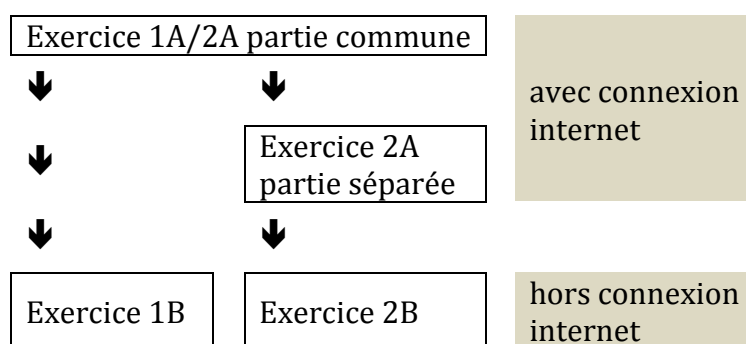 Exercice 1A/2A partie commune
avec connexion
internet
Exercice 2A
partie séparée
Exercice 1B
Exercice 2B
hors connexion
internet